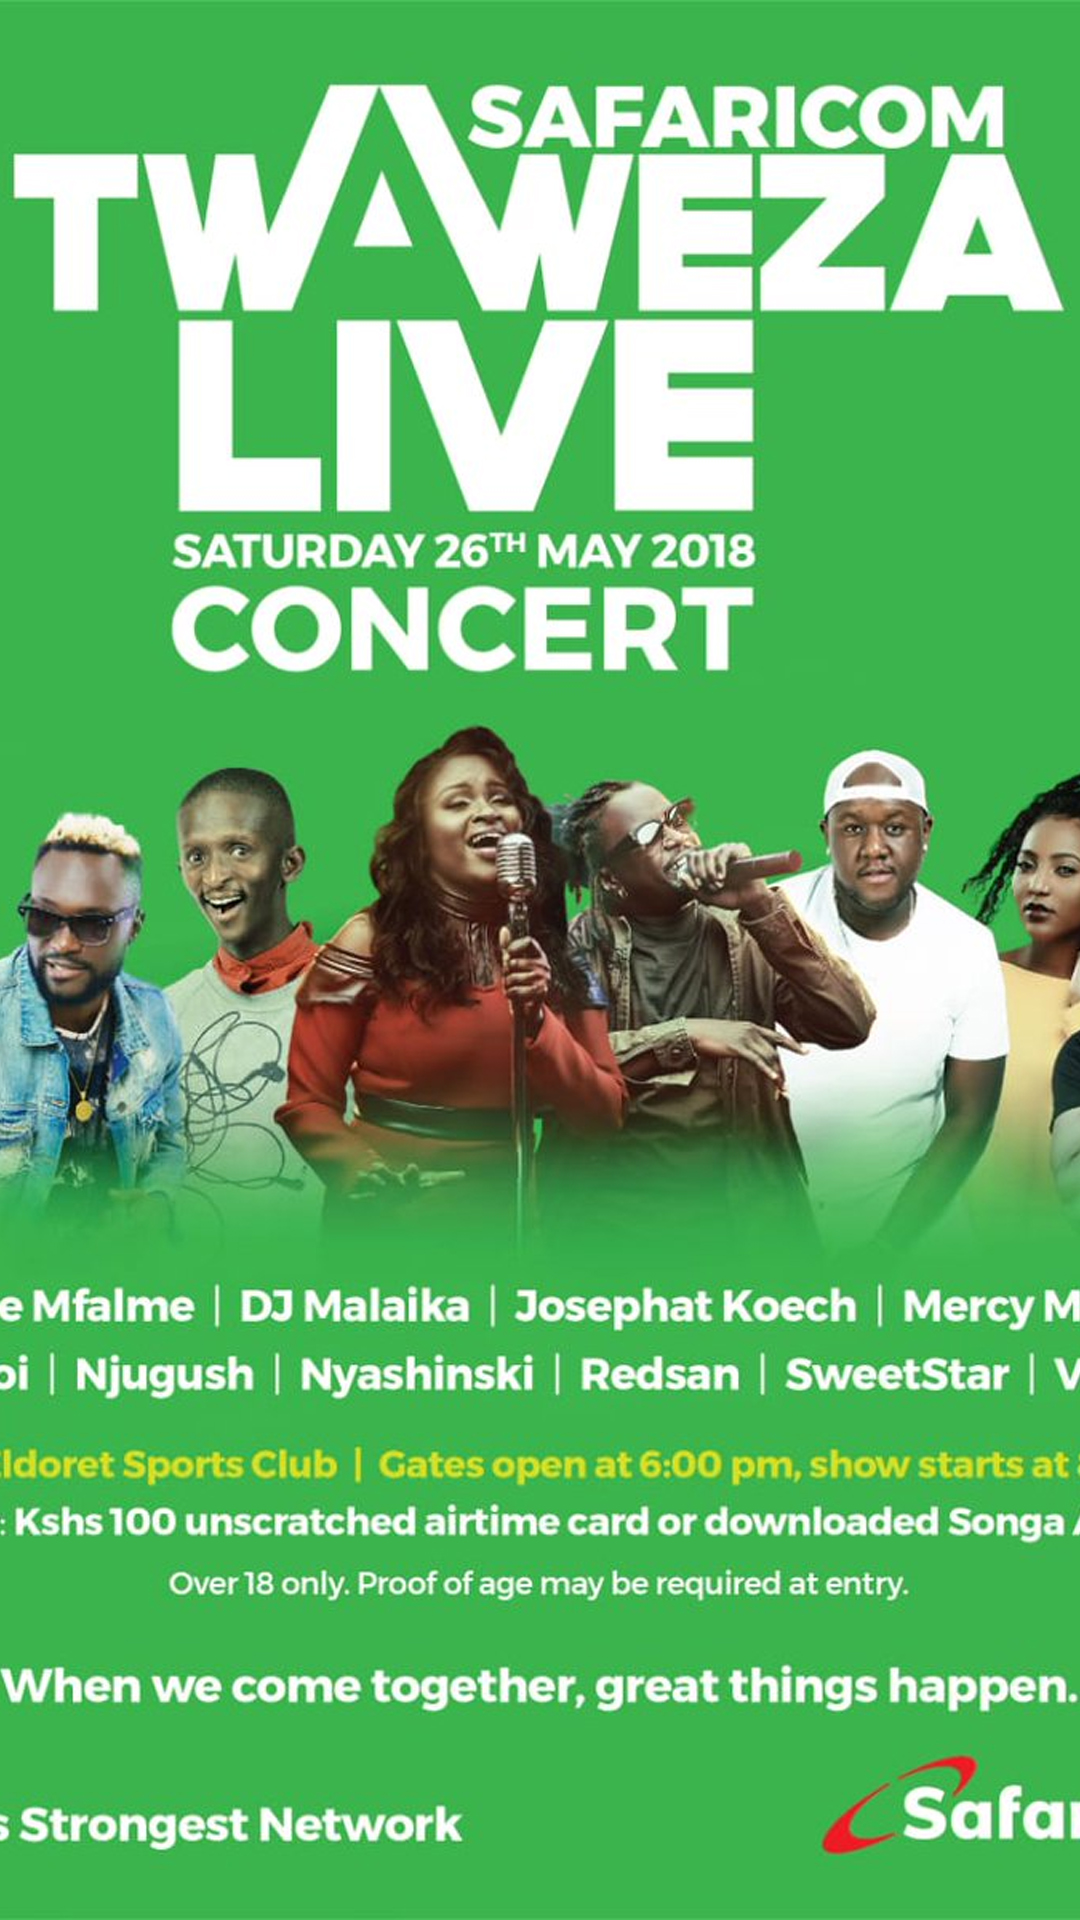 SAFARICOM
TWAWEZA
LIVE
SATURDAY 26TH MAY 2018
CONCERT
Mfalme | DJ Malaika | Josephat Koech | Mercy
| Njugush | Nyashinski | Redsan | SweetStar |
Eldoret Sports Club | Gates open at 6:00 pm, show starts at
: Kshs 100 unscratched airtime card or downloaded Songa
Over 18 only. Proof of age may be required at entry.
When we come together, great things happen.
Strongest Network